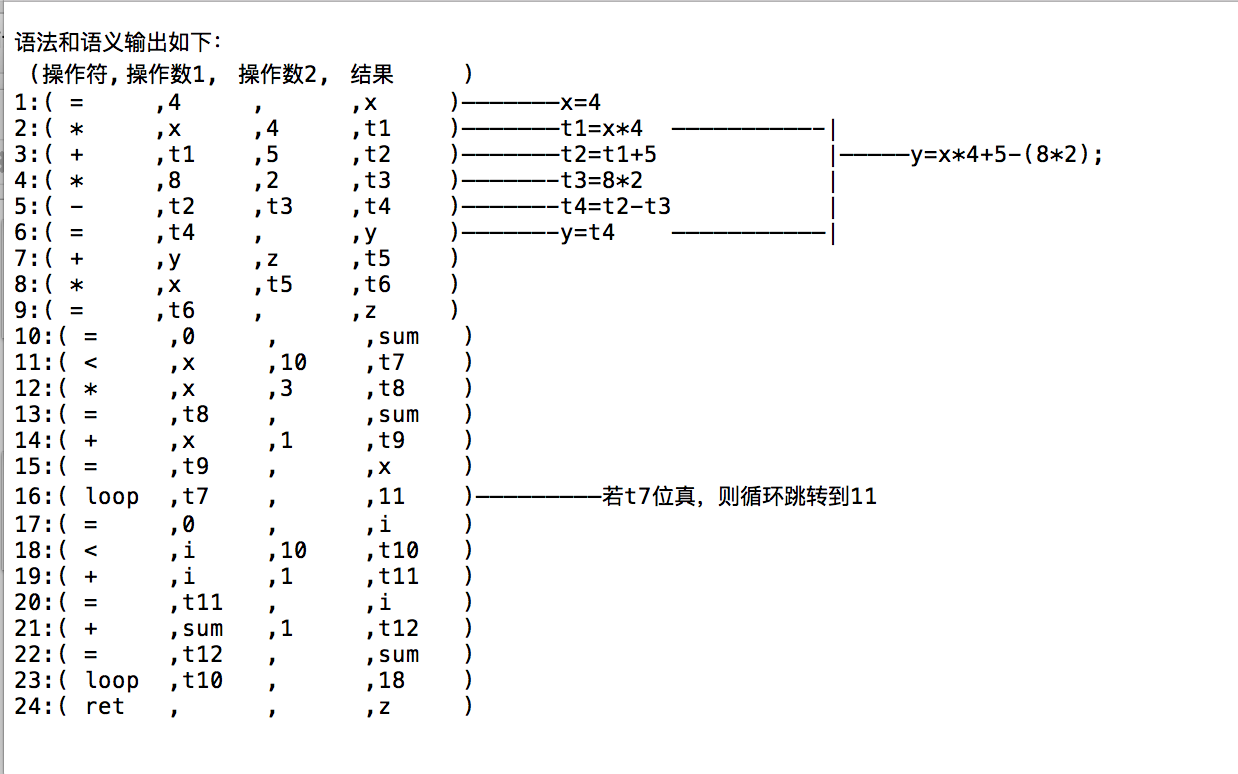 语法和语义输出如下：
(操作符，操作数1， 操作数2， 结果 )
1:( = ,4 , ,x )———————x=4
2:( * ,x ,4 ,t1 )———————t1=x*4 ———————————|
3:( + ,t1 ,5 ,t2 )———————t2=t1+5 |—————y=x*4+5-(8*2);
4:( * ,8 ,2 ,t3 )———————t3=8*2 |
5:( - ,t2 ,t3 ,t4 )———————t4=t2-t3 |
6:( = ,t4 , ,y )———————y=t4 ———————————|
7:( + ,y ,z ,t5 )
8:( * ,x ,t5 ,t6 )
9:( = ,t6 , ,z )
10:( = ,0 , ,sum )
11:( < ,x ,10 ,t7 )
12:( * ,x ,3 ,t8 )
13:( = ,t8 , ,sum )
14:( + ,x ,1 ,t9 )
15:( = ,t9 , ,x )
16:( loop ,t7 , ,11 )—————————若t7位真，则循环跳转到11
17:( = ,0 , ,i )
18:( < ,i ,10 ,t10 )
19:( + ,i ,1 ,t11 )
20:( = ,t11 , ,i )
21:( + ,sum ,1 ,t12 )
22:( = ,t12 , ,sum )
23:( loop ,t10 , ,18 )
24:( ret , , ,z )